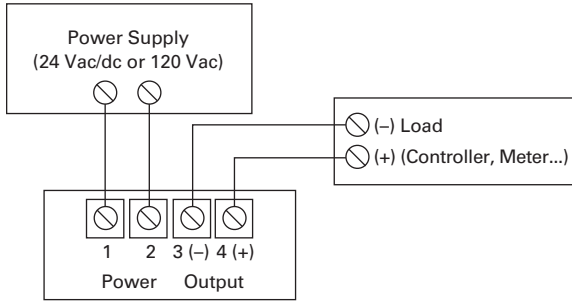 Power Supply
(24 Vac/dc or 120 Vac)
(–) Load
(+) (Controller, Meter...)
1 2 3 (–) 4 (+)
Power Output